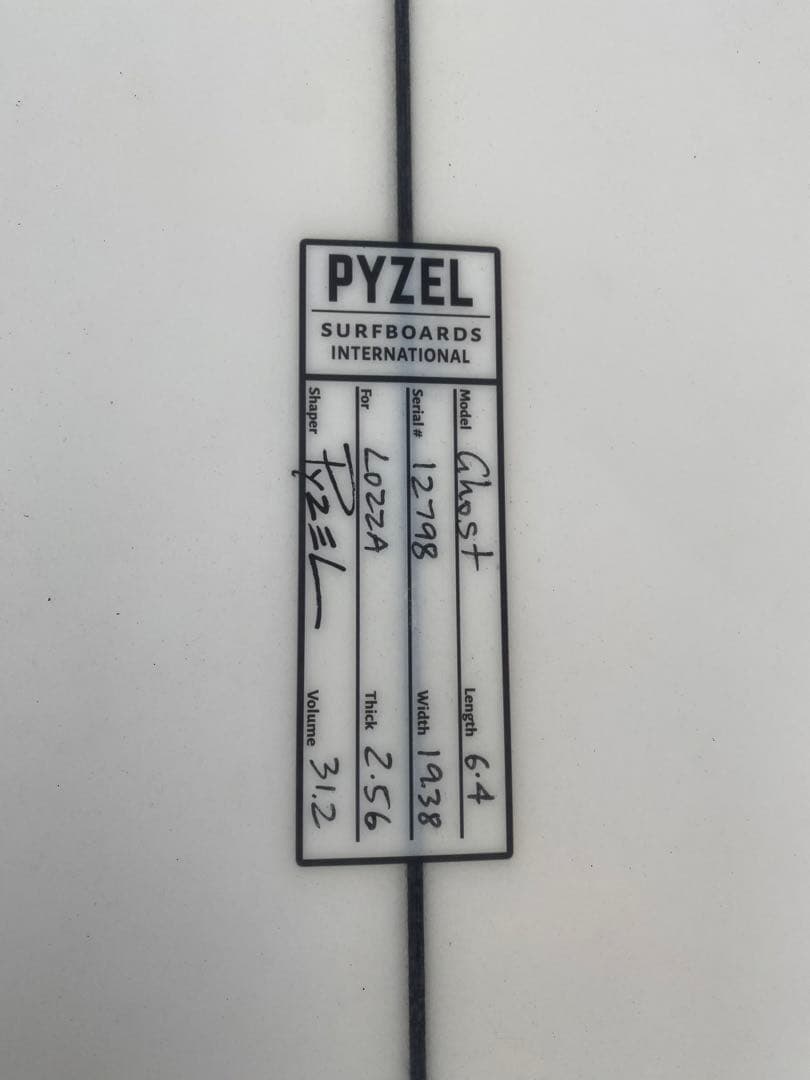 PYZEL
SURFBOARDS
INTERNATIONAL
Model Ghost Length 6.4
Serial # 12798 Width 19.38
For LOZZA Thick 2.56
Shaper PYZEL Volume 31.2